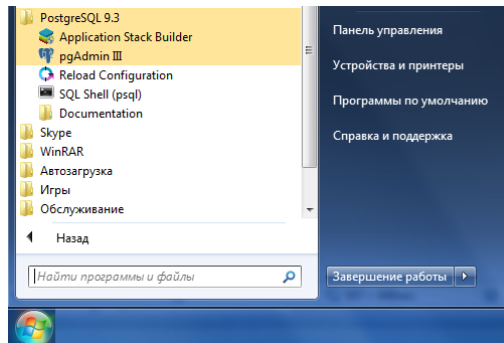 PostgreSQL 9.3
Application Stack Builder
pgAdmin III
Reload Configuration
SQL Shell (psql)
Documentation
Skype
WinRAR
Автозагрузка
Игры
Обслуживание
Назад
Найти программы и файлы
Панель управления
Устройства и принтеры
Программы по умолчанию
Справка и поддержка
Завершение работы